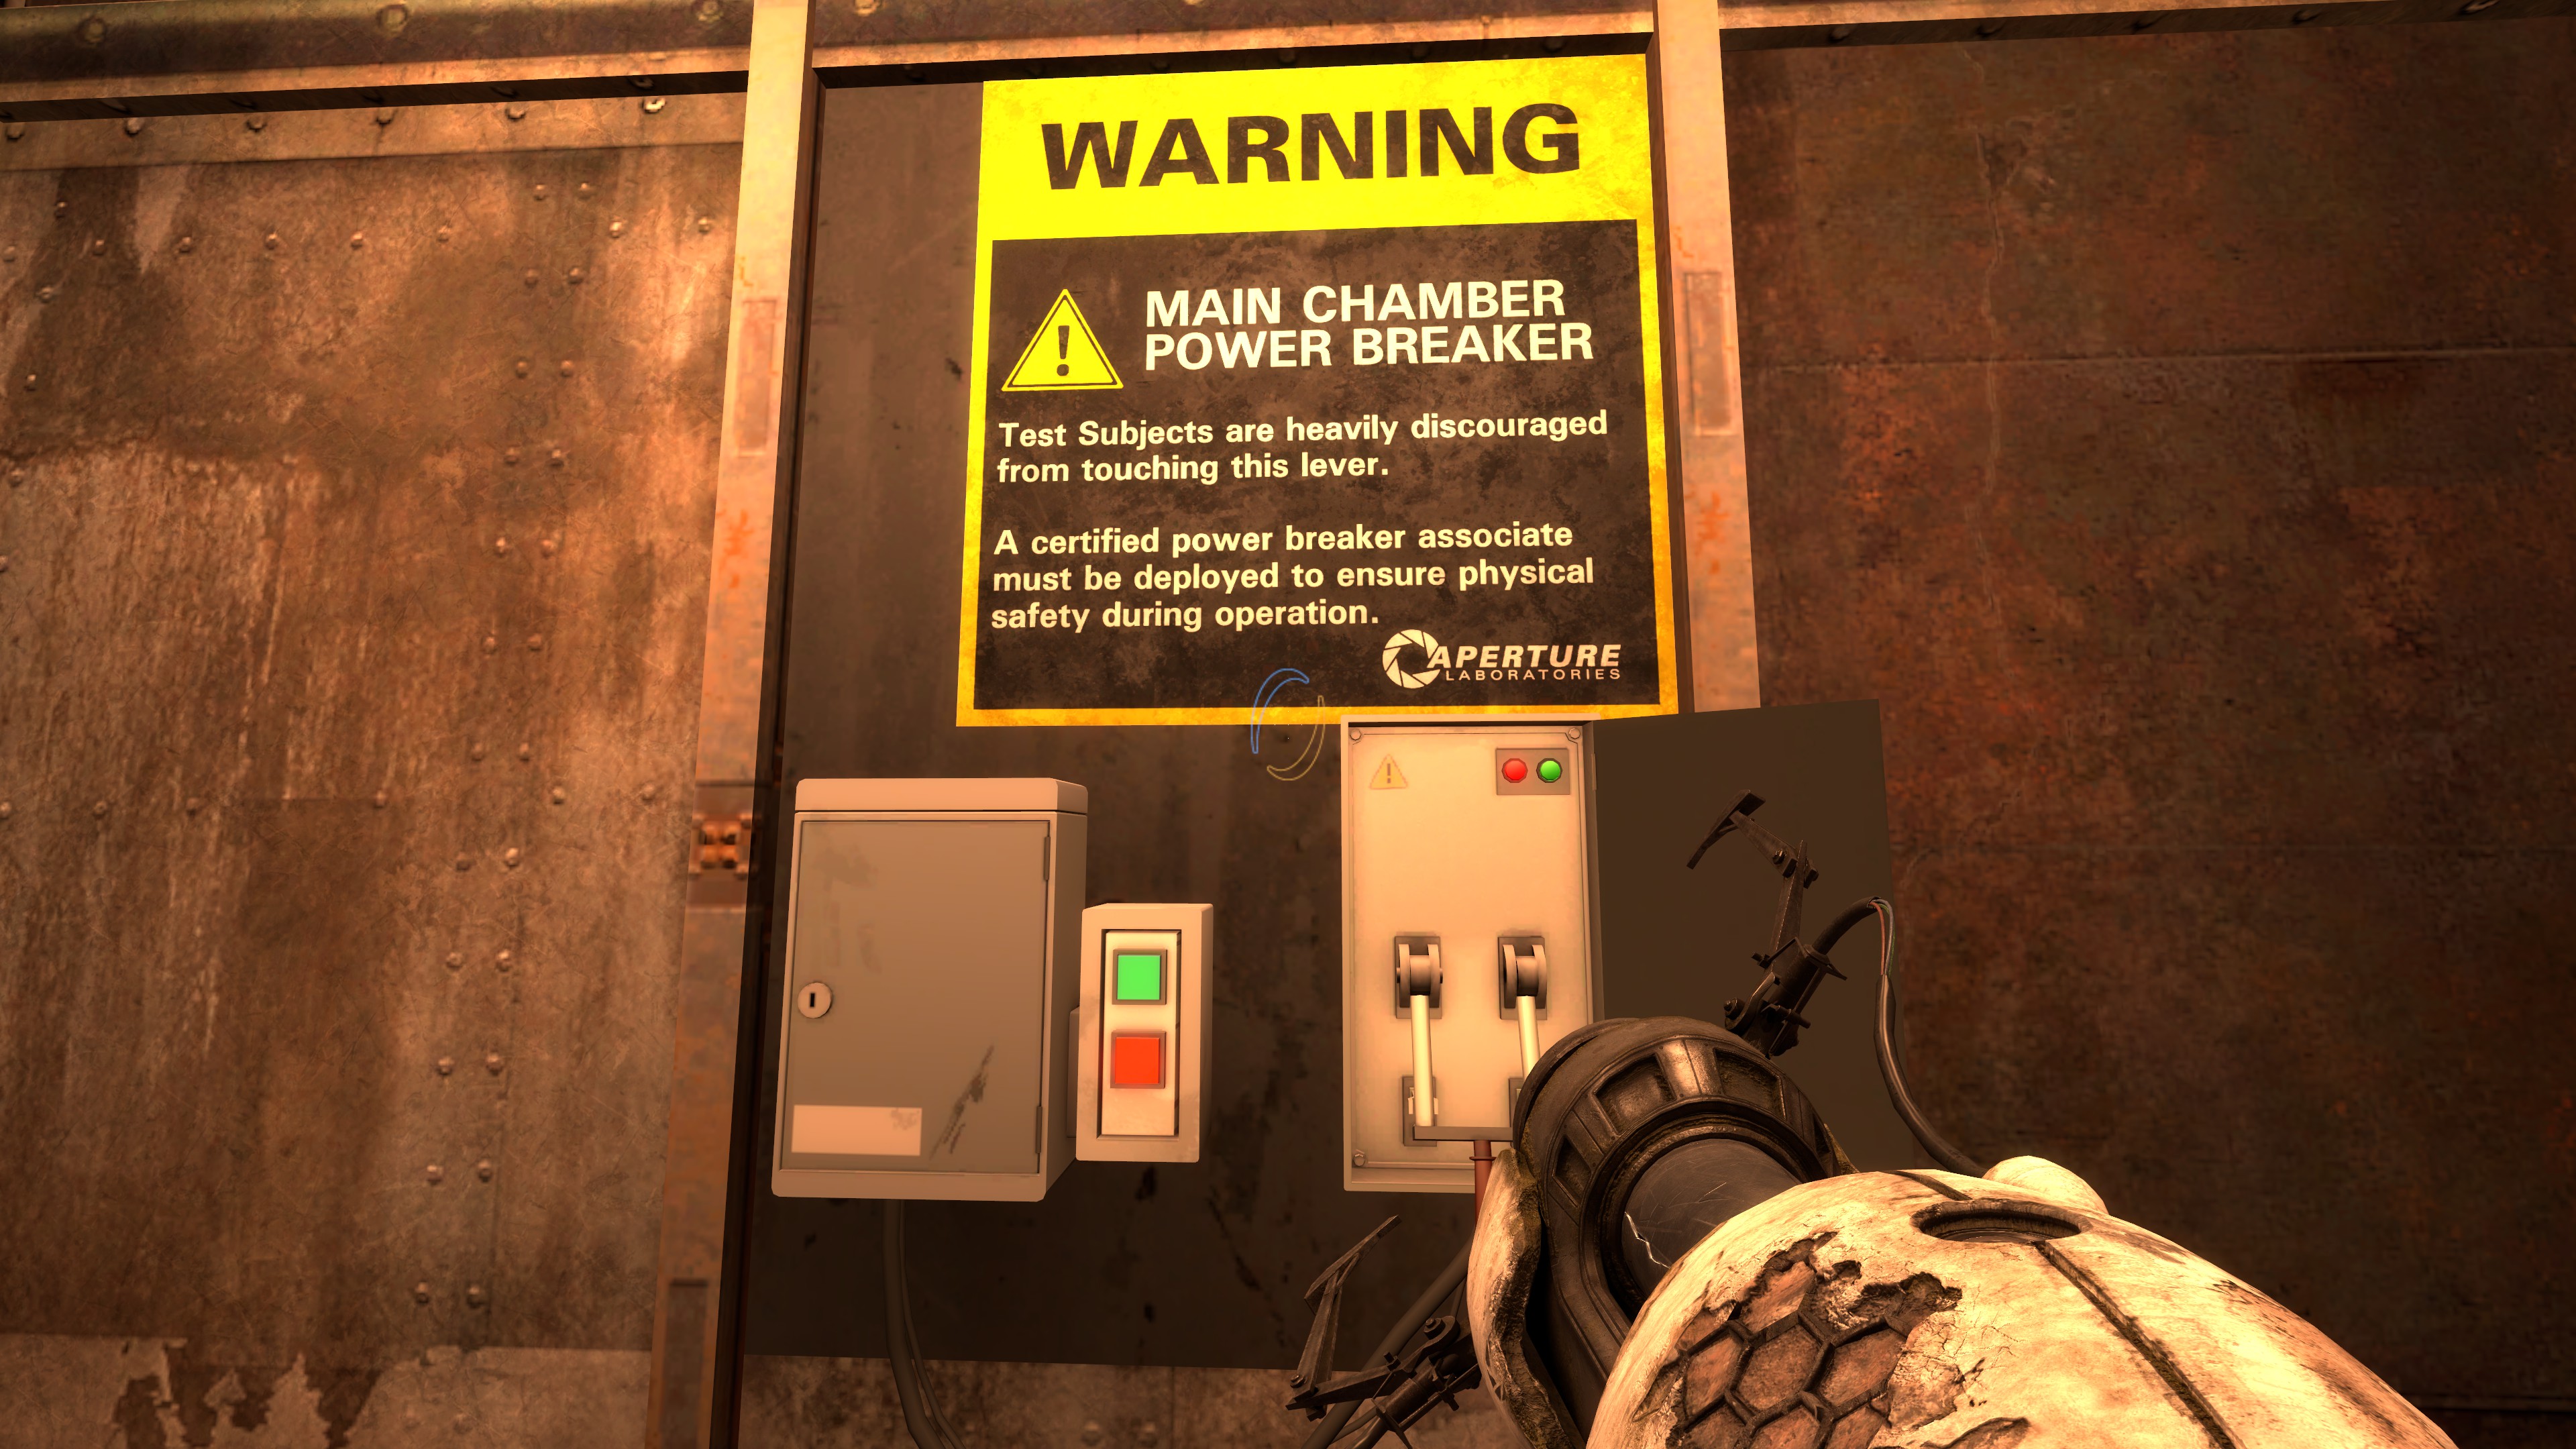 WARNING
MAIN CHAMBER
POWER BREAKER
Test Subjects are heavily discouraged
from touching this lever.
A certified power breaker associate
must be deployed to ensure physical
safety during operation.
APERTURE
LABORATORIES